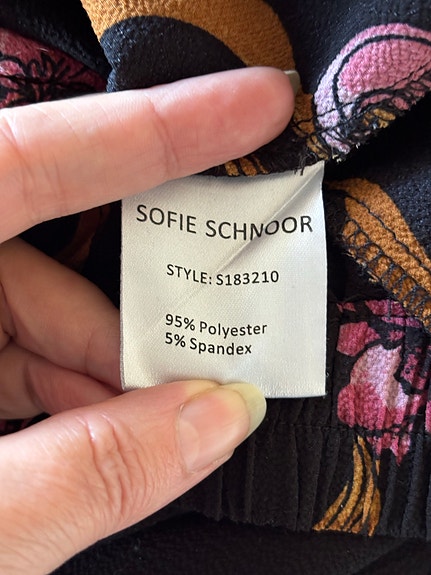 SOFIE SCHNOOR
STYLE: S183210
95% Polyester
5% Spandex